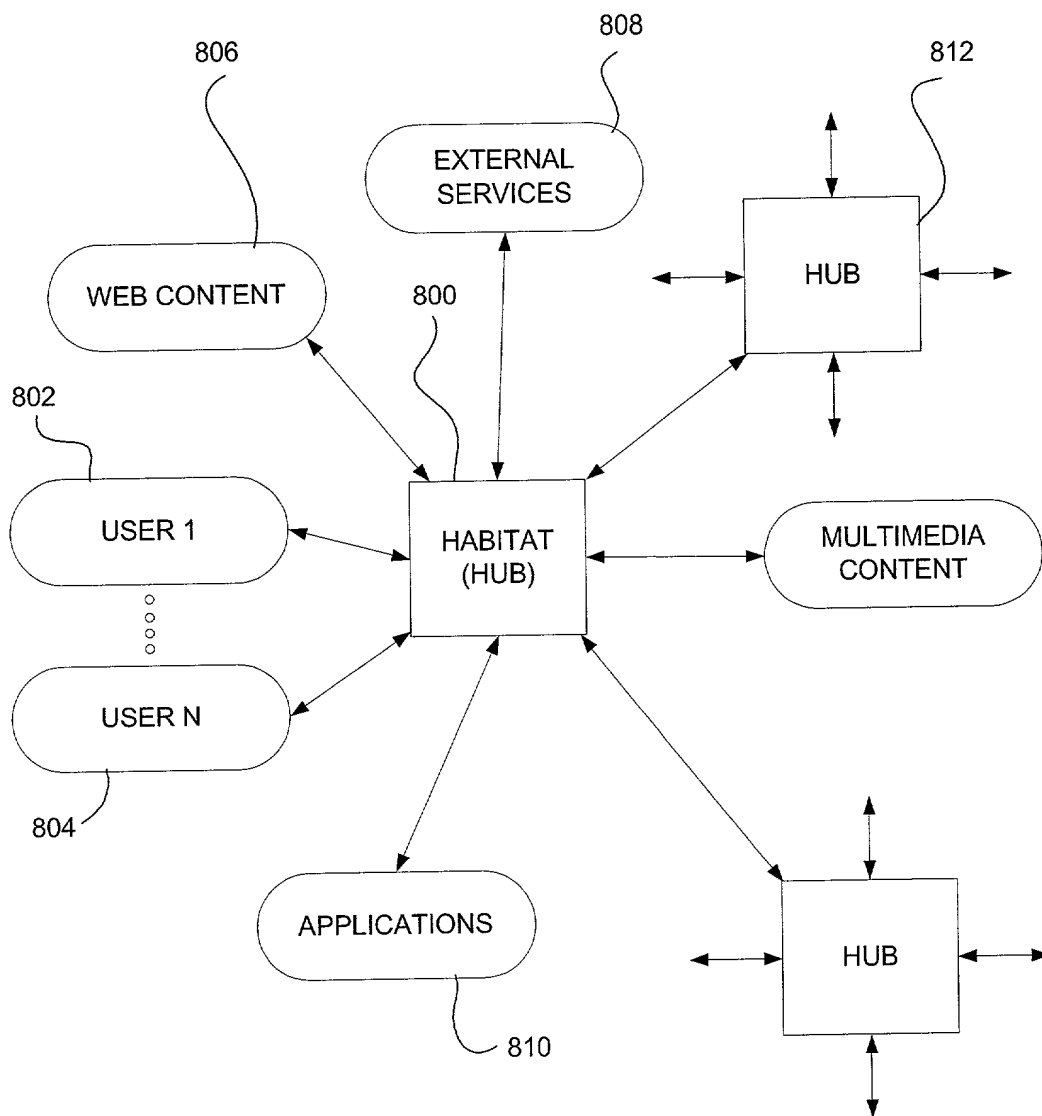 806
808
812
EXTERNAL
SERVICES
HUB
WEB CONTENT
800
802
USER 1
HABITAT
(HUB)
MULTIMEDIA
CONTENT
USER N
804
APPLICATIONS
HUB
810